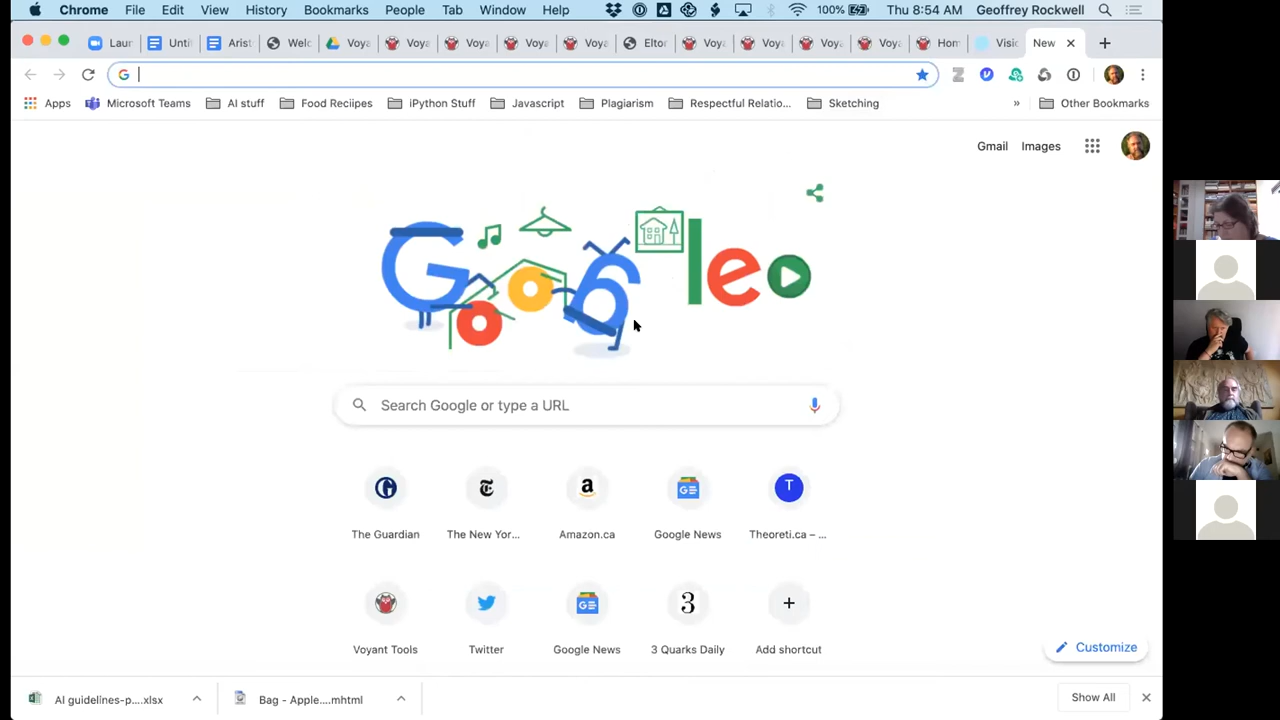 Chrome File Edit View History Bookmarks People Tab Window Help 100% Thu 8:54 AM Geoffrey Rockwell
Laur Unti Arist Welc Voya Voya Voya Voya Voya Elto Voya Voya Voya Voya Hom Visi New
Apps Microsoft Teams AI stuff Food Reciipes iPython Stuff Javascript Plagiarism Respectful Relatio... Sketching » Other Bookmarks
Gmail Images
Google
Search Google or type a URL
The Guardian The New Yor... Amazon.ca Google News Theoreti.ca – ...
Voyant Tools Twitter Google News 3 Quarks Daily Add shortcut
Customize
AI guidelines-p....xlsx Bag - Apple....mhtml Show All